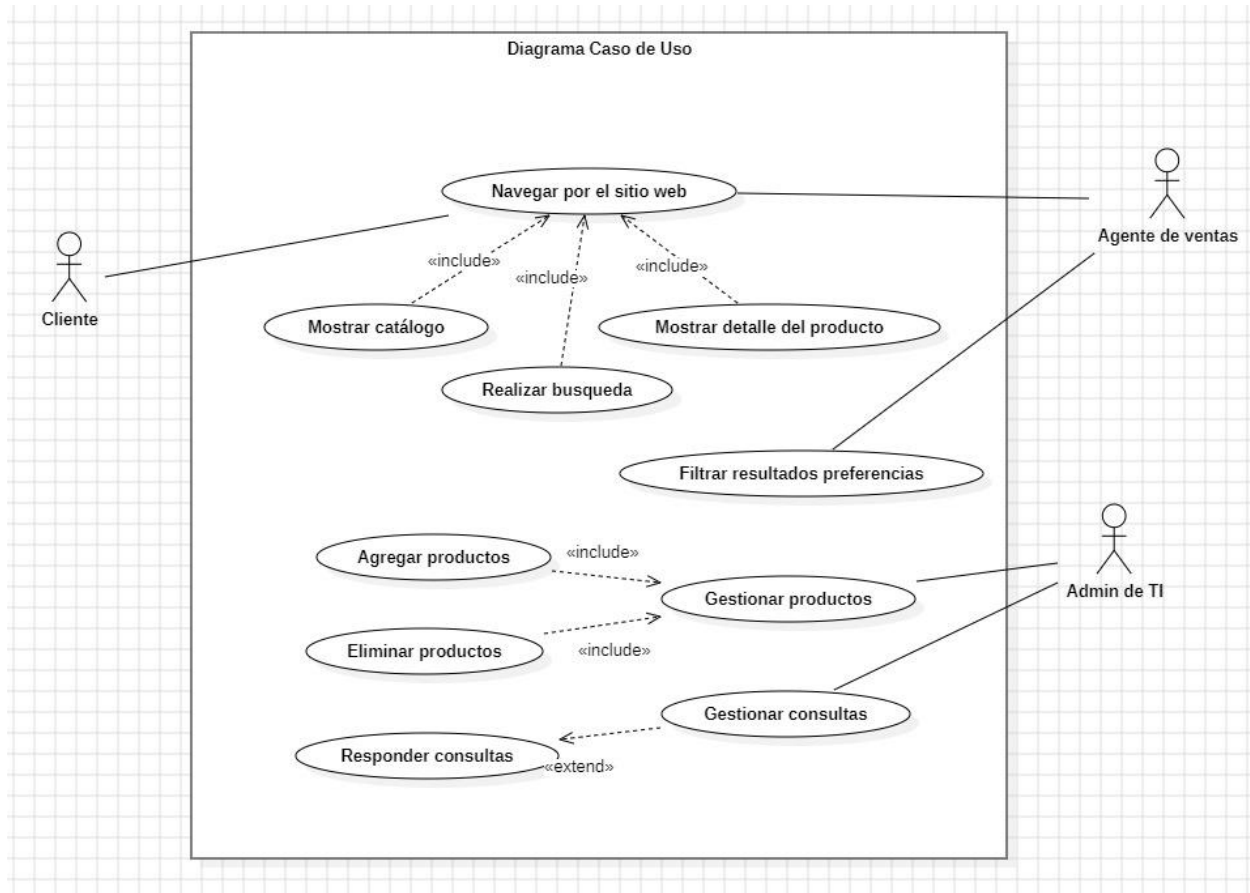 Diagrama Caso de Uso
Navegar por el sitio web
Agente de ventas
«include»
«include»
«include»
Cliente
Mostrar catálogo
Mostrar detalle del producto
Realizar busqueda
Filtrar resultados preferencias
Agregar productos
«include»
Gestionar productos
Admin de TI
Eliminar productos
«include»
Gestionar consultas
Responder consultas
«extend»